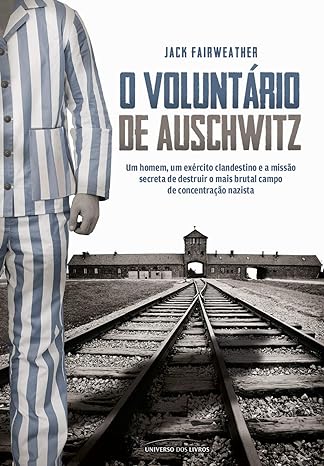 JACK FAIRWEATHER
O VOLUNTÁRIO
DE AUSCHWITZ
Um homem, um exército clandestino e a missão
secreta de destruir o mais brutal campo
de concentração nazista
UNIVERSO DOS LIVROS